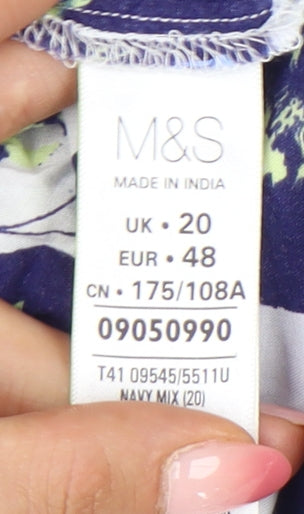 M&S
MADE IN INDIA
UK • 20
EUR • 48
CN • 175/108A
09050990
T41 09545/5511U
NAVY MIX (20)